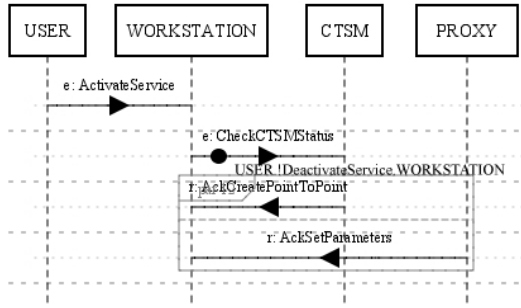 USER WORKSTATION CTSM PROXY
e: ActivateService
e: CheckCTSMStatus
USER !DeactivateService.WORKSTATION
r: AckCreatePointToPoint
r: AckSetParameters